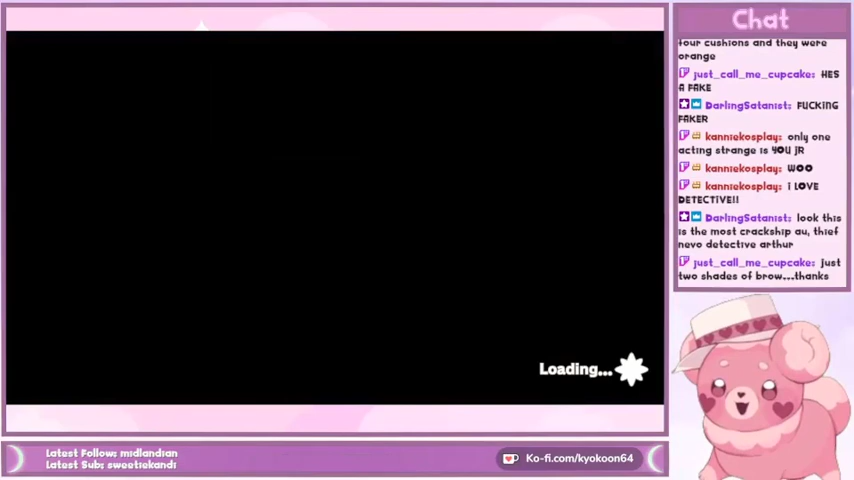 Chat
four cushions and they were
orange
just_call_me_cupcake: HES
A FAKE
DarlingSatanist: FUCKING
FAKER
kanniekosplay: only one
acting strange is YOU JR
kanniekosplay: WOO
kanniekosplay: i LOVE
DETECTIVE!!
DarlingSatanist: look this
is the most crackship au, thief
nevo detective arthur
just_call_me_cupcake: just
two shades of brow...thanks
Loading...
Latest Follow: midlandian
Latest Sub: sweetiekandi
Ko-fi.com/kyokoon64